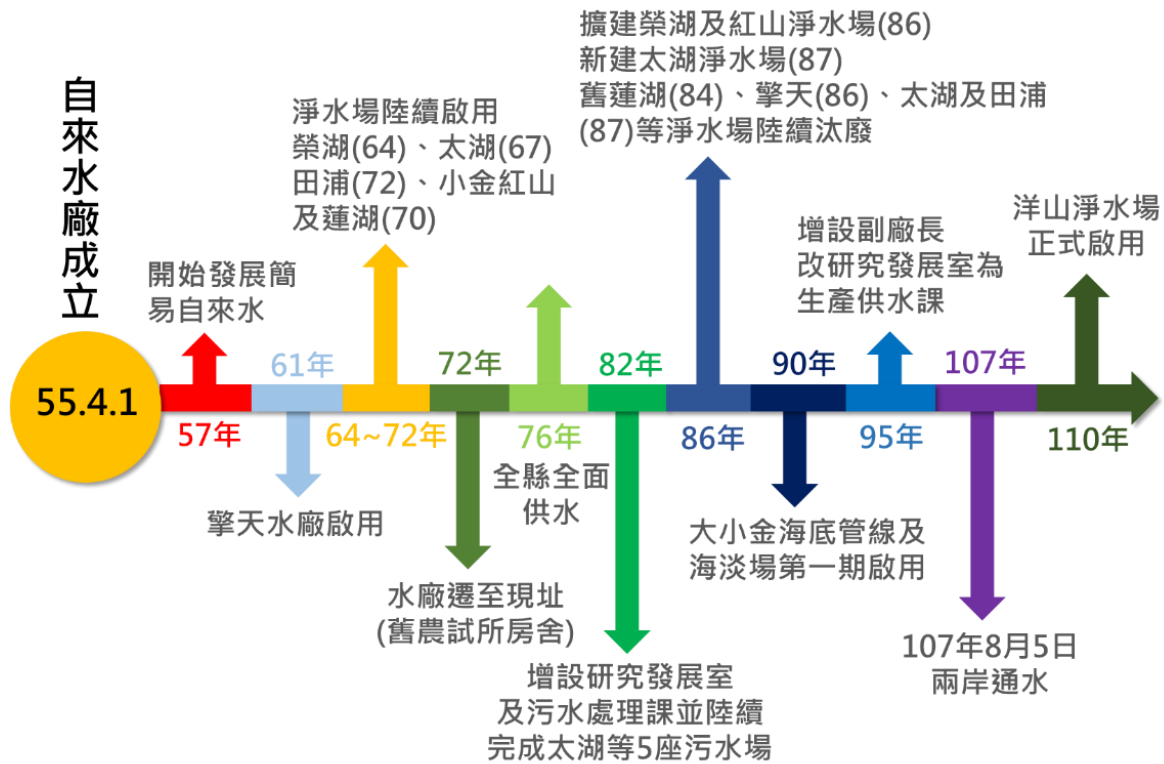 自來水廠成立
55.4.1
57年
開始發展簡
易自來水
61年
擎天水廠啟用
64~72年
淨水場陸續啟用
榮湖(64)、太湖(67)
田浦(72)、小金紅山
及蓮湖(70)
72年
水廠遷至現址
(舊農試所房舍)
76年
全縣全面
供水
82年
增設研究發展室
及污水處理課並陸續
完成太湖等5座污水場
86年
擴建榮湖及紅山淨水場(86)
新建太湖淨水場(87)
舊蓮湖(84)、擎天(86)、太湖及田浦
(87)等淨水場陸續汰廢
90年
大小金海底管線及
海淡場第一期啟用
95年
增設副廠長
改研究發展室為
生產供水課
107年
107年8月5日
兩岸通水
110年
洋山淨水場
正式啟用